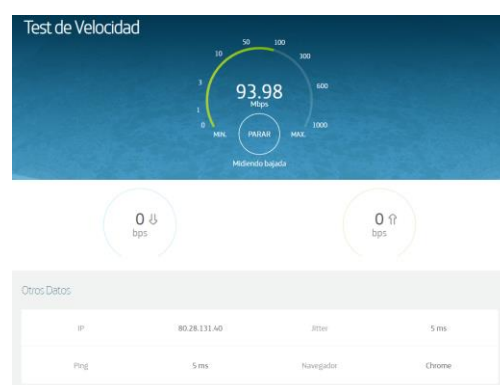 Test de Velocidad
50
100
10
300
3
600
93.98
Mbps
1
0
1000
MIN.
PARAR
MAX.
Midiendo bajada
0
bps
0
bps
Otros Datos
IP
80.28.131.40
Jitter
5 ms
Ping
5 ms
Navegador
Chrome